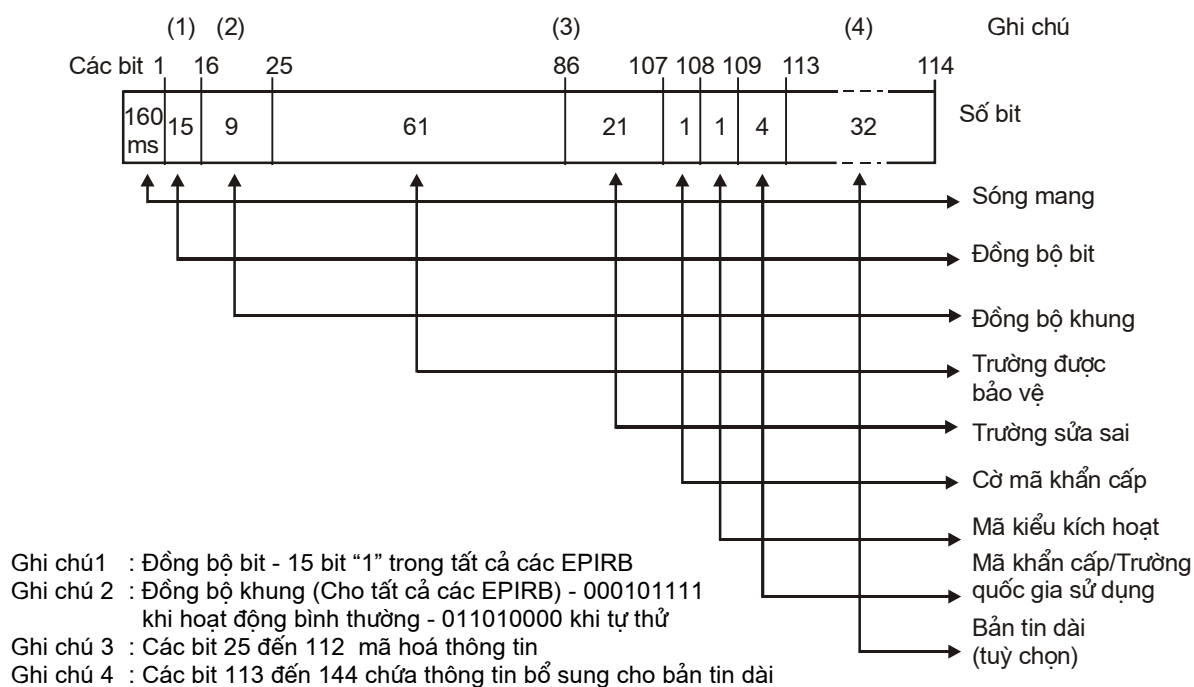 (1) (2) (3) (4) Ghi chú
Các bit 1 16 25 86 107 108 109 113 114
160 ms 15 9 61 21 1 1 4 32 Số bit
Sóng mang
Đồng bộ bit
Đồng bộ khung
Trường được
bảo vệ
Trường sửa sai
Cờ mã khẩn cấp
Mã kiểu kích hoạt
Mã khẩn cấp/Trường
quốc gia sử dụng
Bản tin dài
(tuỳ chọn)
Ghi chú1 : Đồng bộ bit - 15 bit “1” trong tất cả các EPIRB
Ghi chú 2 : Đồng bộ khung (Cho tất cả các EPIRB) - 000101111
khi hoạt động bình thường - 011010000 khi tự thử
Ghi chú 3 : Các bit 25 đến 112 mã hoá thông tin
Ghi chú 4 : Các bit 113 đến 144 chứa thông tin bổ sung cho bản tin dài